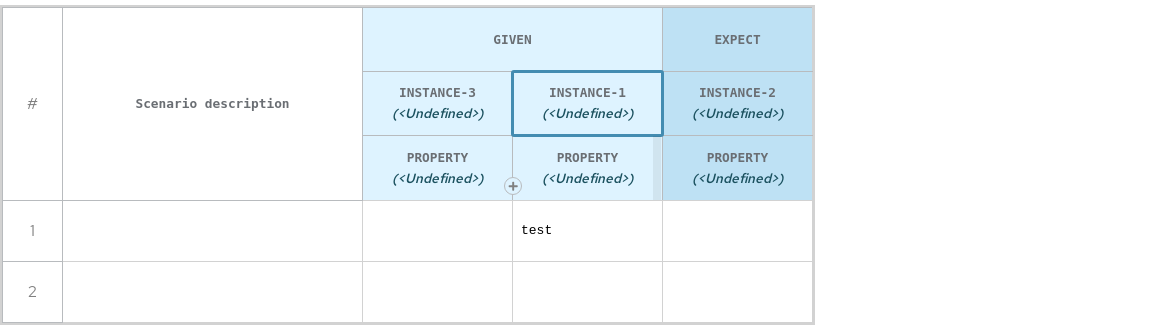 GIVEN
EXPECT
#
Scenario description
INSTANCE-3
(<Undefined>)
INSTANCE-1
(<Undefined>)
INSTANCE-2
(<Undefined>)
PROPERTY
(<Undefined>)
PROPERTY
(<Undefined>)
PROPERTY
(<Undefined>)
1
test
2